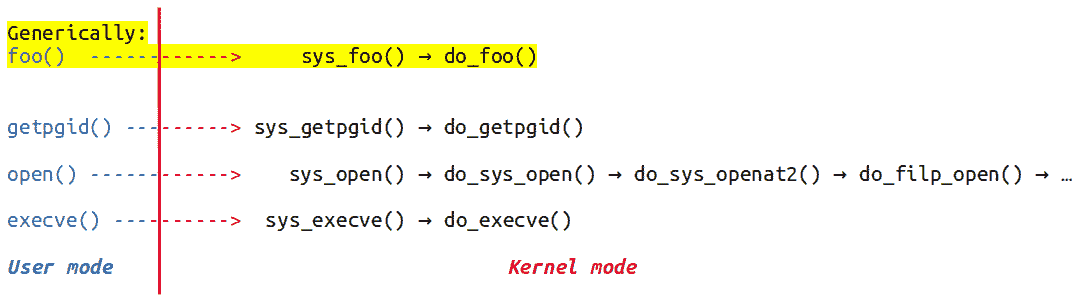 Generically:
foo() ------------> sys_foo() → do_foo()
getpgid() ---------> sys_getpgid() → do_getpgid()
open() ------------> sys_open() → do_sys_open() → do_sys_openat2() → do_filp_open() → …
execve() ----------> sys_execve() → do_execve()
User mode Kernel mode